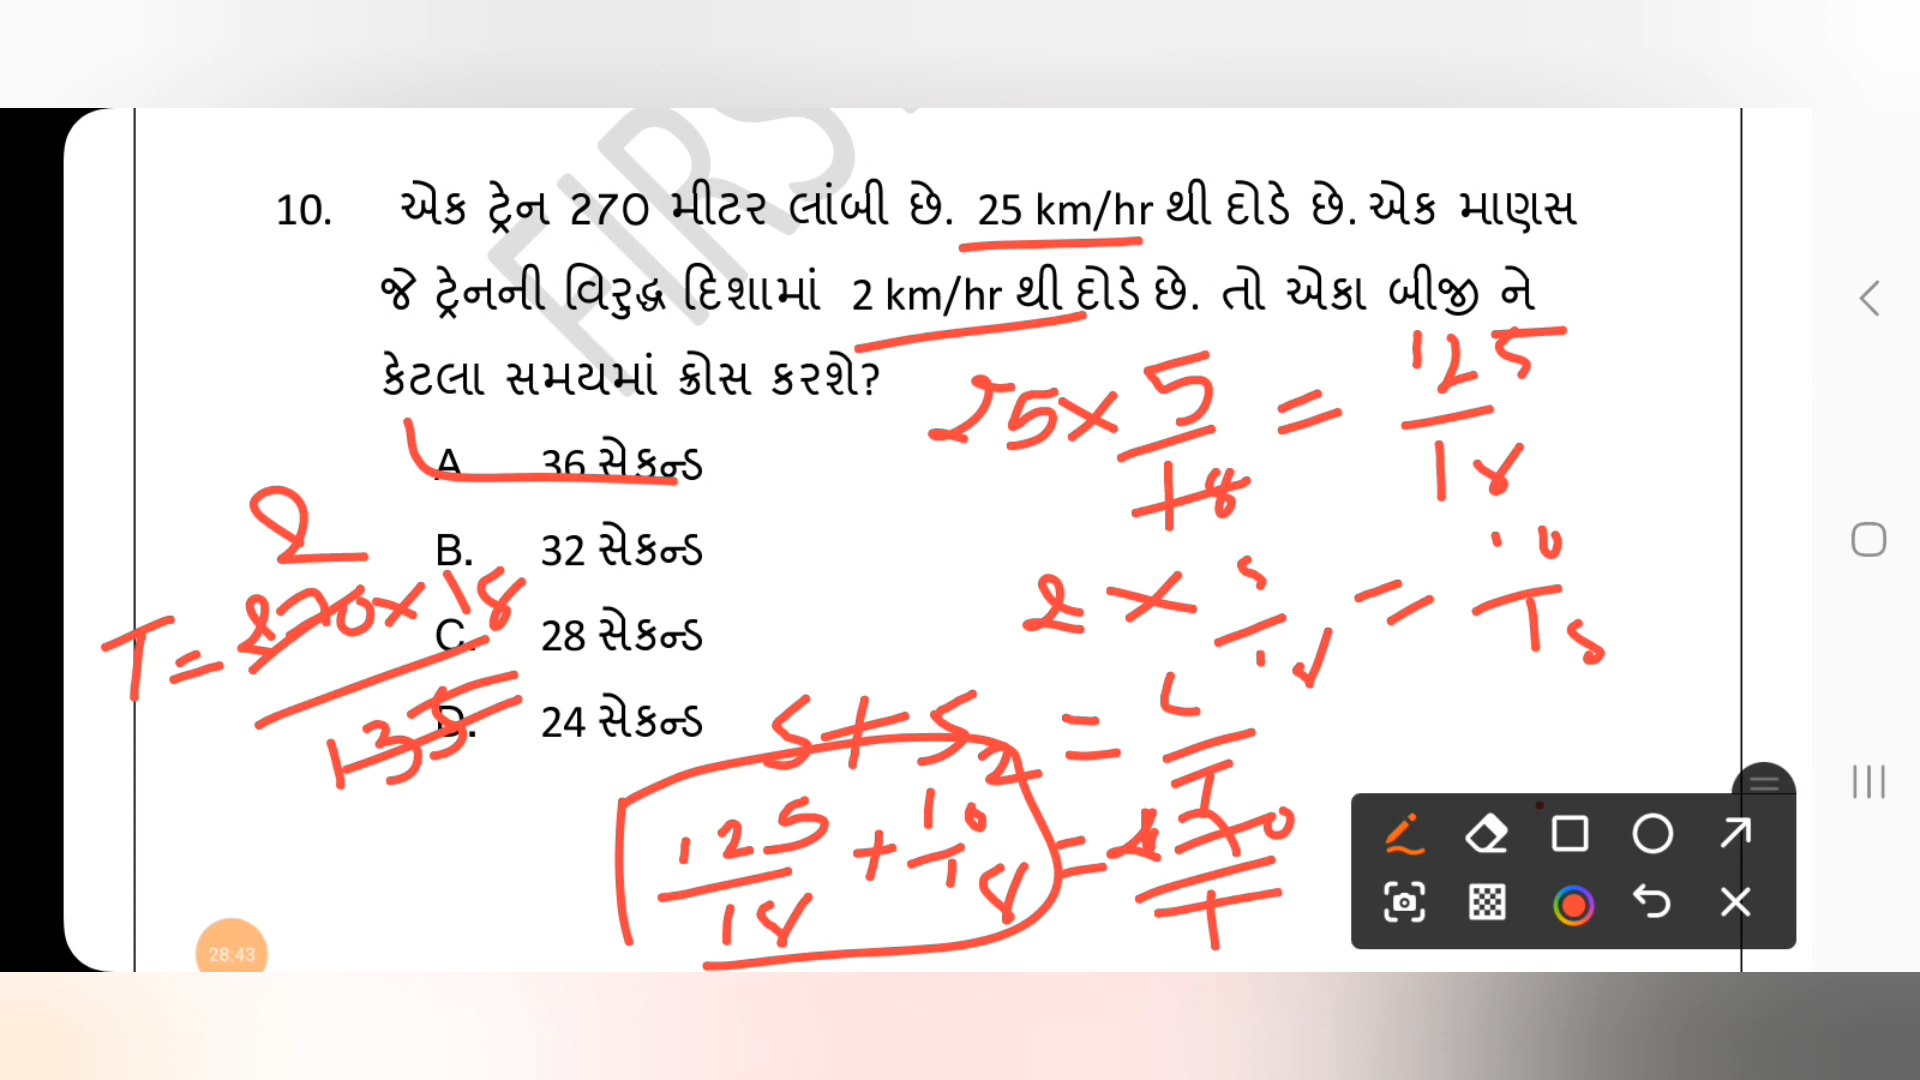 FIRS
10. એક ટ્રેન 270 મીટર લાંબી છે. 25 km/hr થી દોડે છે. એક માણસ
જે ટ્રેનની વિરુદ્ધ દિશામાં 2 km/hr થી દોડે છે. તો એકા બીજી ને
કેટલા સમયમાં ક્રોસ કરશે?
25 × 5/18 = 125/18
A 36 સેકન્ડ
B. 32 સેકન્ડ
2 × 5/18 = 10/18
T = 270 × 18 / 135
2
C. 28 સેકન્ડ
D. 24 સેકન્ડ
S1 + S2 = L/T
125/18 + 10/18 = 270/T
28:43